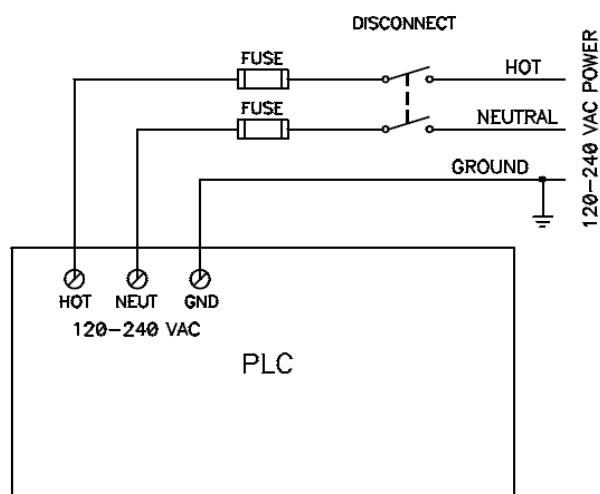 DISCONNECT
FUSE
HOT
FUSE
NEUTRAL
GROUND
120-240 VAC POWER
HOT NEUT GND
120-240 VAC
PLC